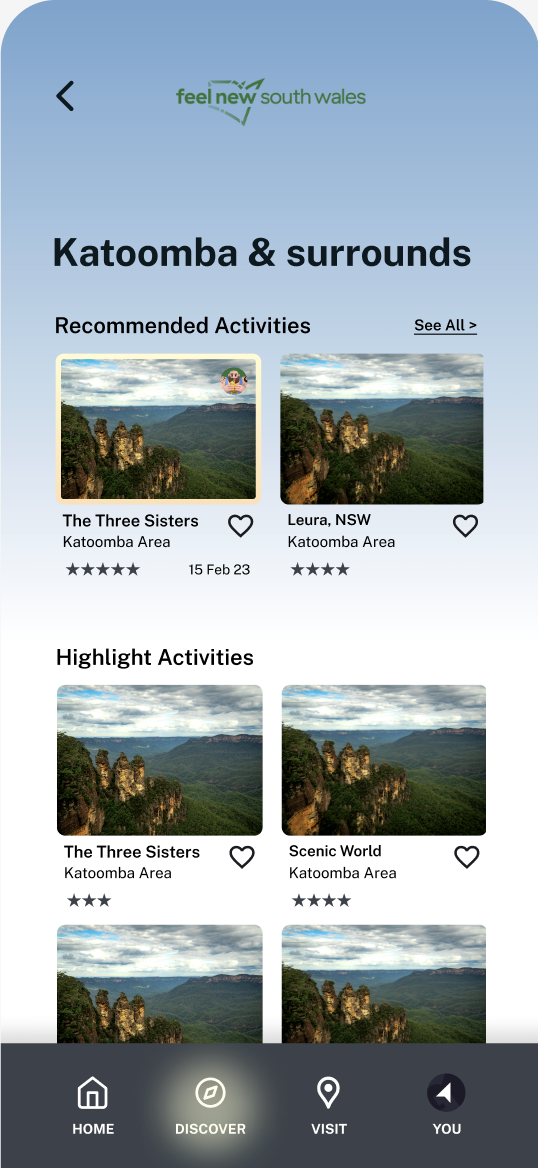 feel new south wales
Katoomba & surrounds
Recommended Activities
See All >
The Three Sisters
Katoomba Area
★★★★★
15 Feb 23
Leura, NSW
Katoomba Area
★★★★
Highlight Activities
The Three Sisters
Katoomba Area
★★★
Scenic World
Katoomba Area
★★★★
HOME
DISCOVER
VISIT
YOU